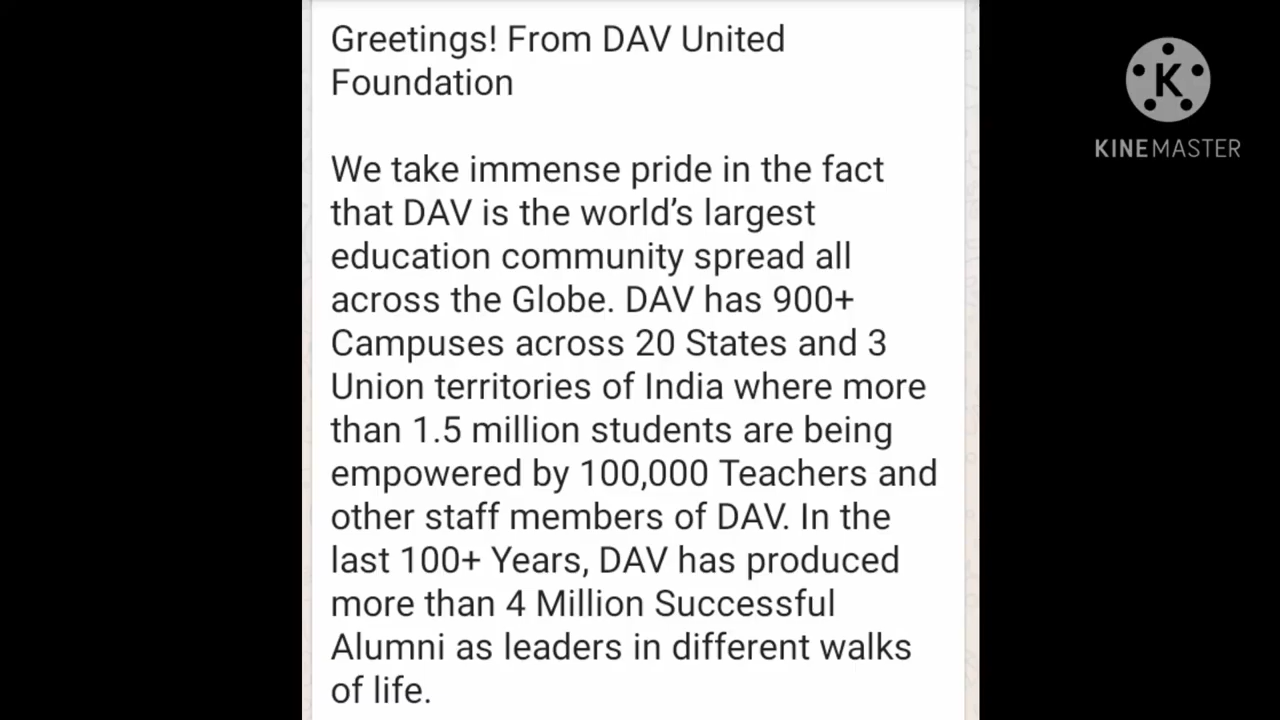 Greetings! From DAV United
Foundation
We take immense pride in the fact
that DAV is the world’s largest
education community spread all
across the Globe. DAV has 900+
Campuses across 20 States and 3
Union territories of India where more
than 1.5 million students are being
empowered by 100,000 Teachers and
other staff members of DAV. In the
last 100+ Years, DAV has produced
more than 4 Million Successful
Alumni as leaders in different walks
of life.
K
KINEMASTER